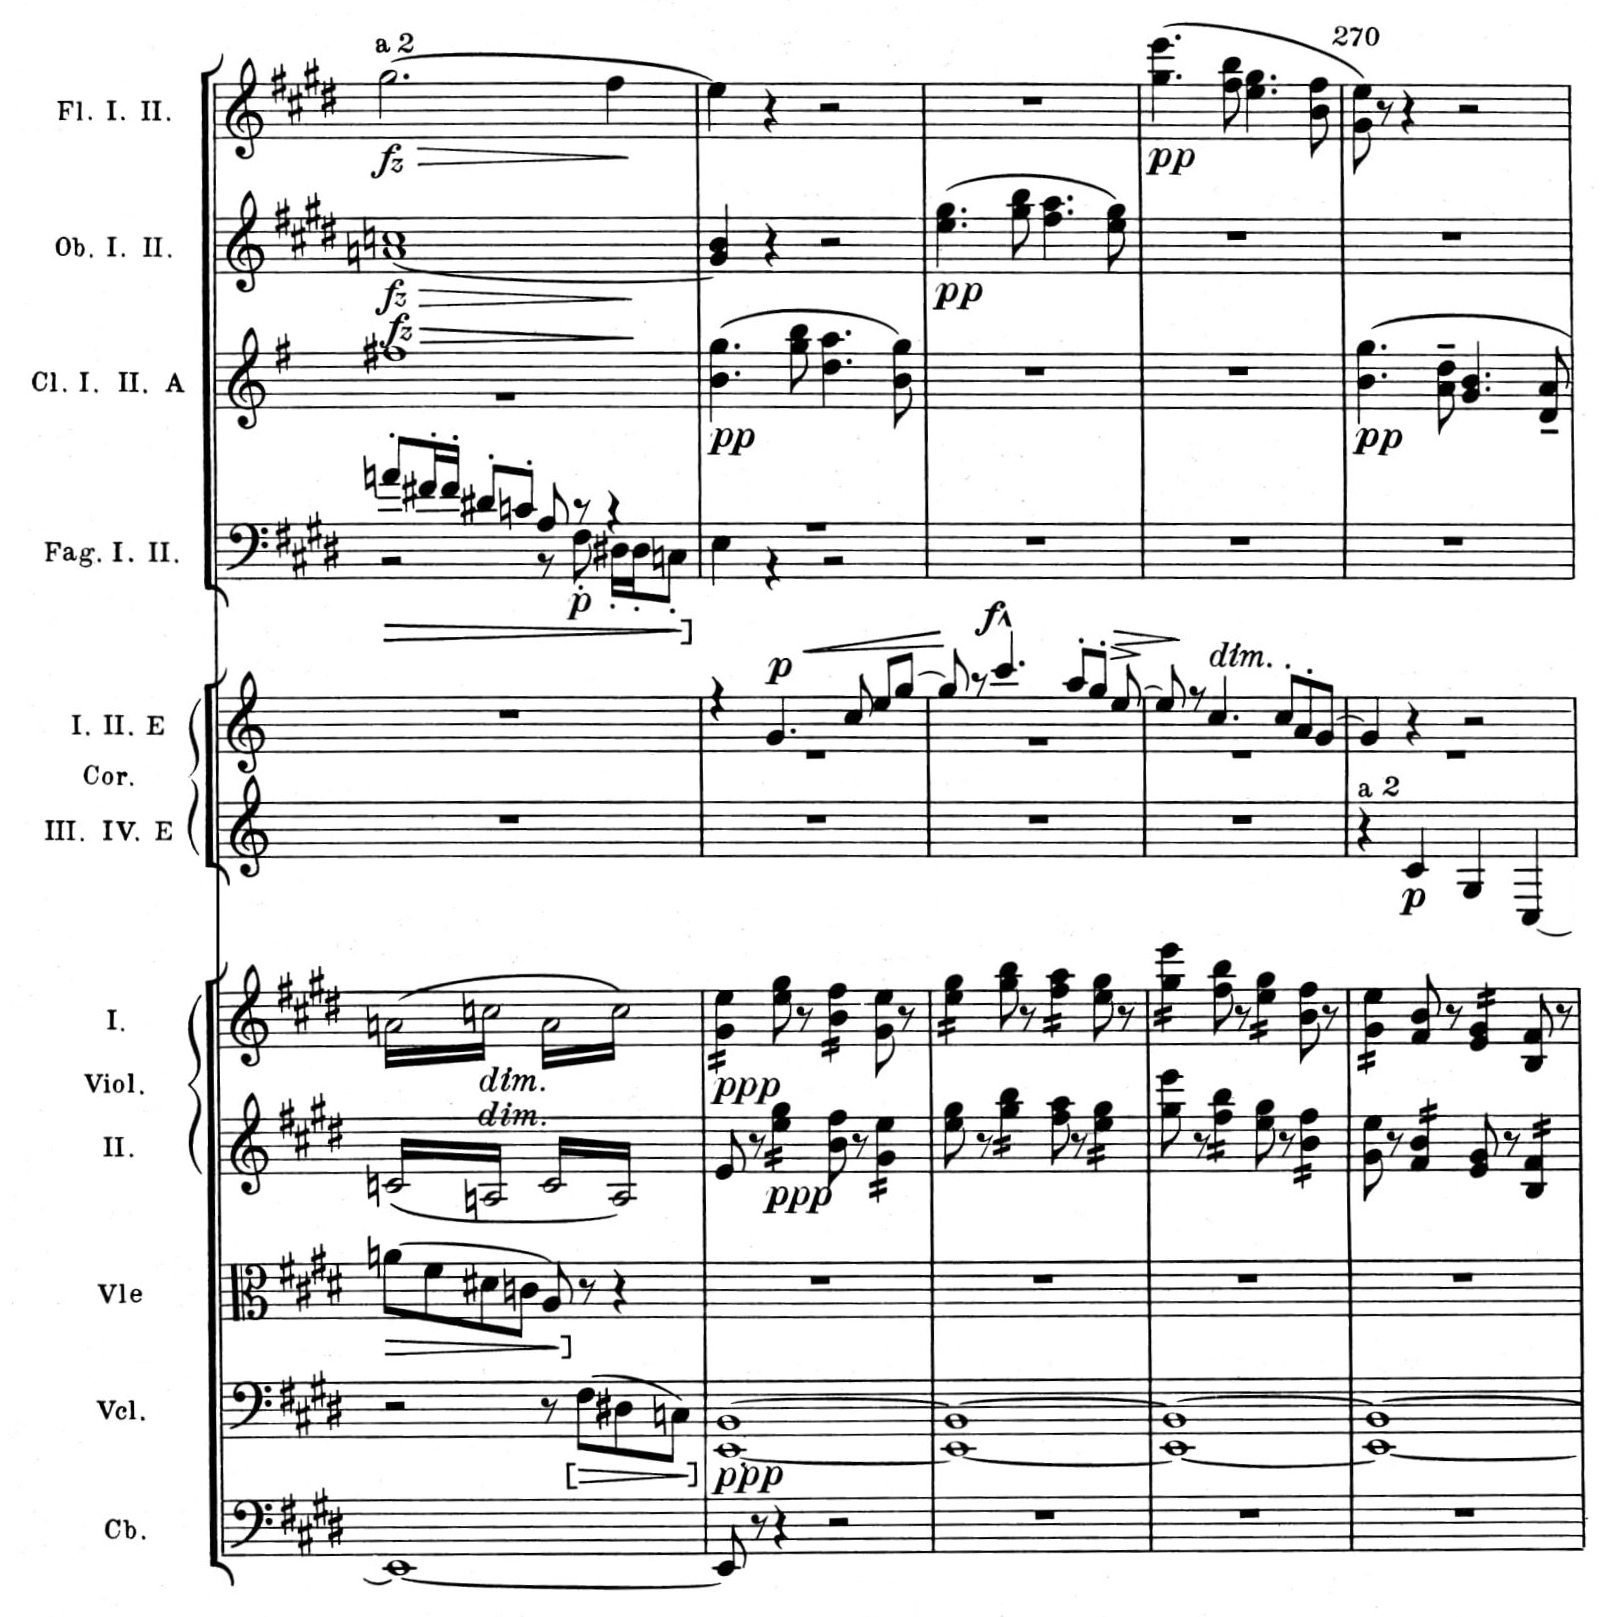 a 2
270
Fl. I. II.
fz
pp
Ob. I. II.
fz
pp
fz
Cl. I. II. A
pp
pp
Fag. I. II.
p
f
p
dim.
I. II. E
Cor.
a 2
III. IV. E
p
I.
dim.
ppp
Viol.
dim.
II.
ppp
Vle
Vcl.
ppp
Cb.